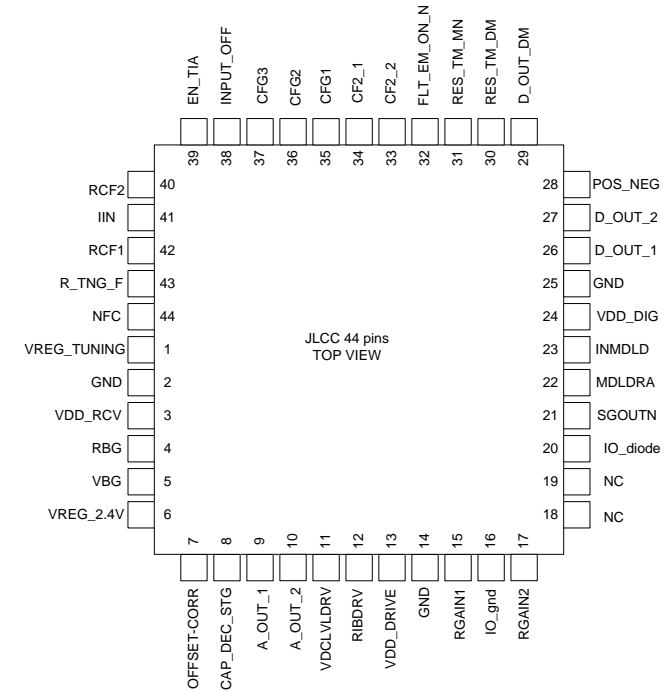 EN_TIA
INPUT_OFF
CFG3
CFG2
CFG1
CF2_1
CF2_2
FLT_EM_ON_N
RES_TM_MN
RES_TM_DM
D_OUT_DM
39
38
37
36
35
34
33
32
31
30
29
RCF2 40
IIN 41
RCF1 42
R_TNG_F 43
NFC 44
VREG_TUNING 1
GND 2
VDD_RCV 3
RBG 4
VBG 5
VREG_2.4V 6
JLCC 44 pins
TOP VIEW
28 POS_NEG
27 D_OUT_2
26 D_OUT_1
25 GND
24 VDD_DIG
23 INMDLD
22 MDLDRA
21 SGOUTN
20 IO_diode
19 NC
18 NC
7
8
9
10
11
12
13
14
15
16
17
OFFSET-CORR
CAP_DEC_STG
A_OUT_1
A_OUT_2
VDCLVLDRV
RIBDRV
VDD_DRIVE
GND
RGAIN1
IO_gnd
RGAIN2